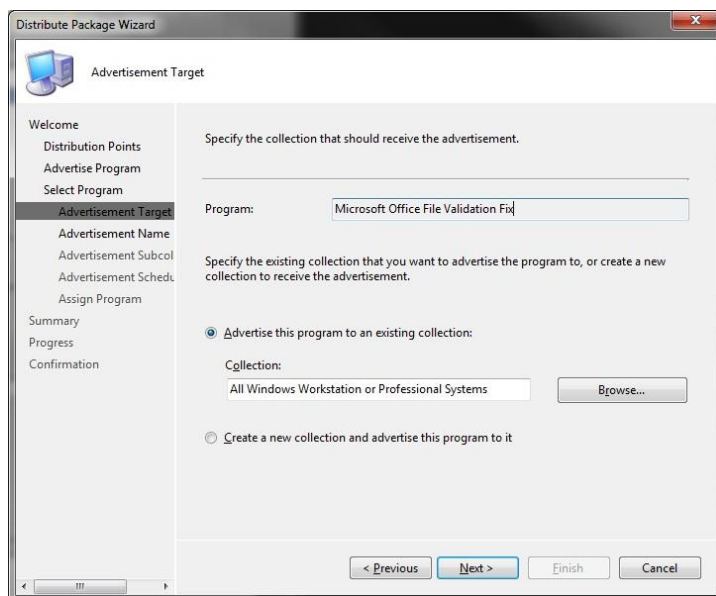 Distribute Package Wizard
Advertisement Target
Welcome
Distribution Points
Advertise Program
Select Program
Advertisement Target
Advertisement Name
Advertisement Subcol
Advertisement Schedu
Assign Program
Summary
Progress
Confirmation
Specify the collection that should receive the advertisement.
Program: Microsoft Office File Validation Fix
Specify the existing collection that you want to advertise the program to, or create a new
collection to receive the advertisement.
Advertise this program to an existing collection:
Collection:
All Windows Workstation or Professional Systems Browse...
Create a new collection and advertise this program to it
< Previous Next > Finish Cancel